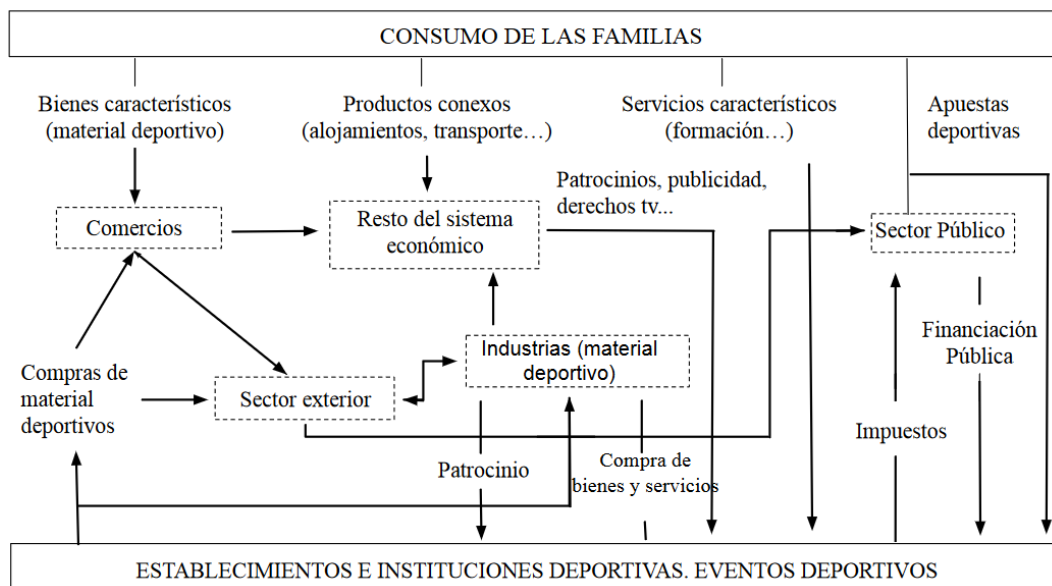 CONSUMO DE LAS FAMILIAS
Bienes característicos
(material deportivo)
Productos conexos
(alojamientos, transporte…)
Servicios característicos
(formación…)
Apuestas
deportivas
Patrocinios, publicidad,
derechos tv...
Comercios
Resto del sistema
económico
Sector Público
Industrias (material
deportivo)
Financiación
Pública
Compras de
material
deportivos
Sector exterior
Impuestos
Patrocinio
Compra de
bienes y servicios
ESTABLECIMIENTOS E INSTITUCIONES DEPORTIVAS. EVENTOS DEPORTIVOS